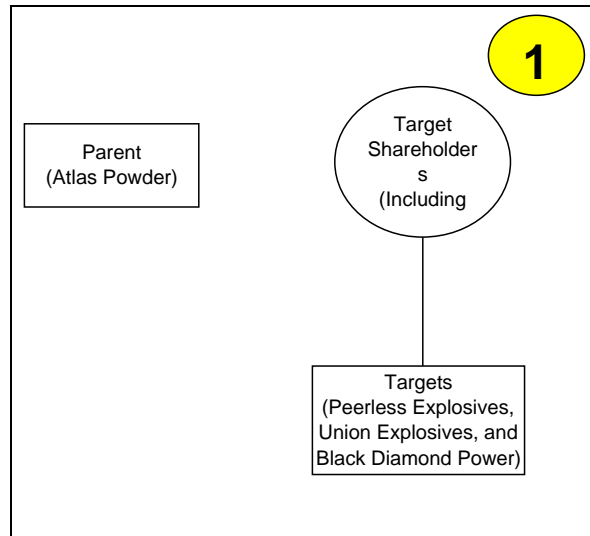 1
Parent
(Atlas Powder)
Target
Shareholder
s
(Including
Targets
(Peerless Explosives,
Union Explosives, and
Black Diamond Power)